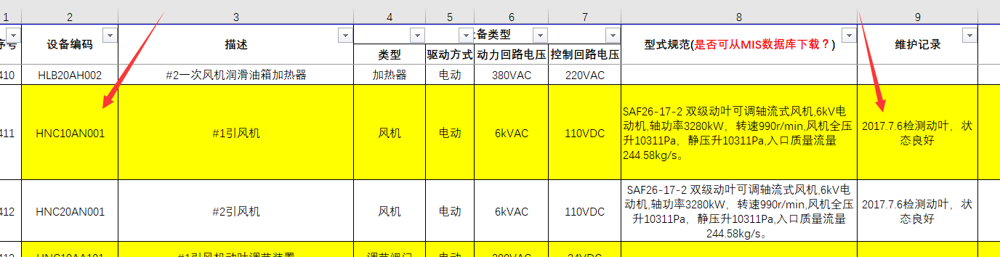 1 2 3 4 5 6 7 8 9
序号 设备编码 描述 设备类型 型式规范(是否可从MIS数据库下载？) 维护记录
类型 驱动方式 动力回路电压 控制回路电压
410 HLB20AH002 #2一次风机润滑油箱加热器 加热器 电动 380VAC 220VAC
411 HNC10AN001 #1引风机 风机 电动 6kVAC 110VDC
SAF26-17-2 双级动叶可调轴流式风机,6kV电
动机,轴功率3280kW，转速990r/min,风机全压
升10311Pa，静压升10311Pa,入口质量流量
244.58kg/s。
2017.7.6检测动叶，状
态良好
412 HNC20AN001 #2引风机 风机 电动 6kVAC 110VDC
SAF26-17-2 双级动叶可调轴流式风机,6kV电
动机,轴功率3280kW，转速990r/min,风机全压
升10311Pa，静压升10311Pa,入口质量流量
244.58kg/s。
2017.7.6检测动叶，状
态良好
413 HNC10AA101 #1引风机动叶调节装置 调节阀门 电动 380VAC 24VDC